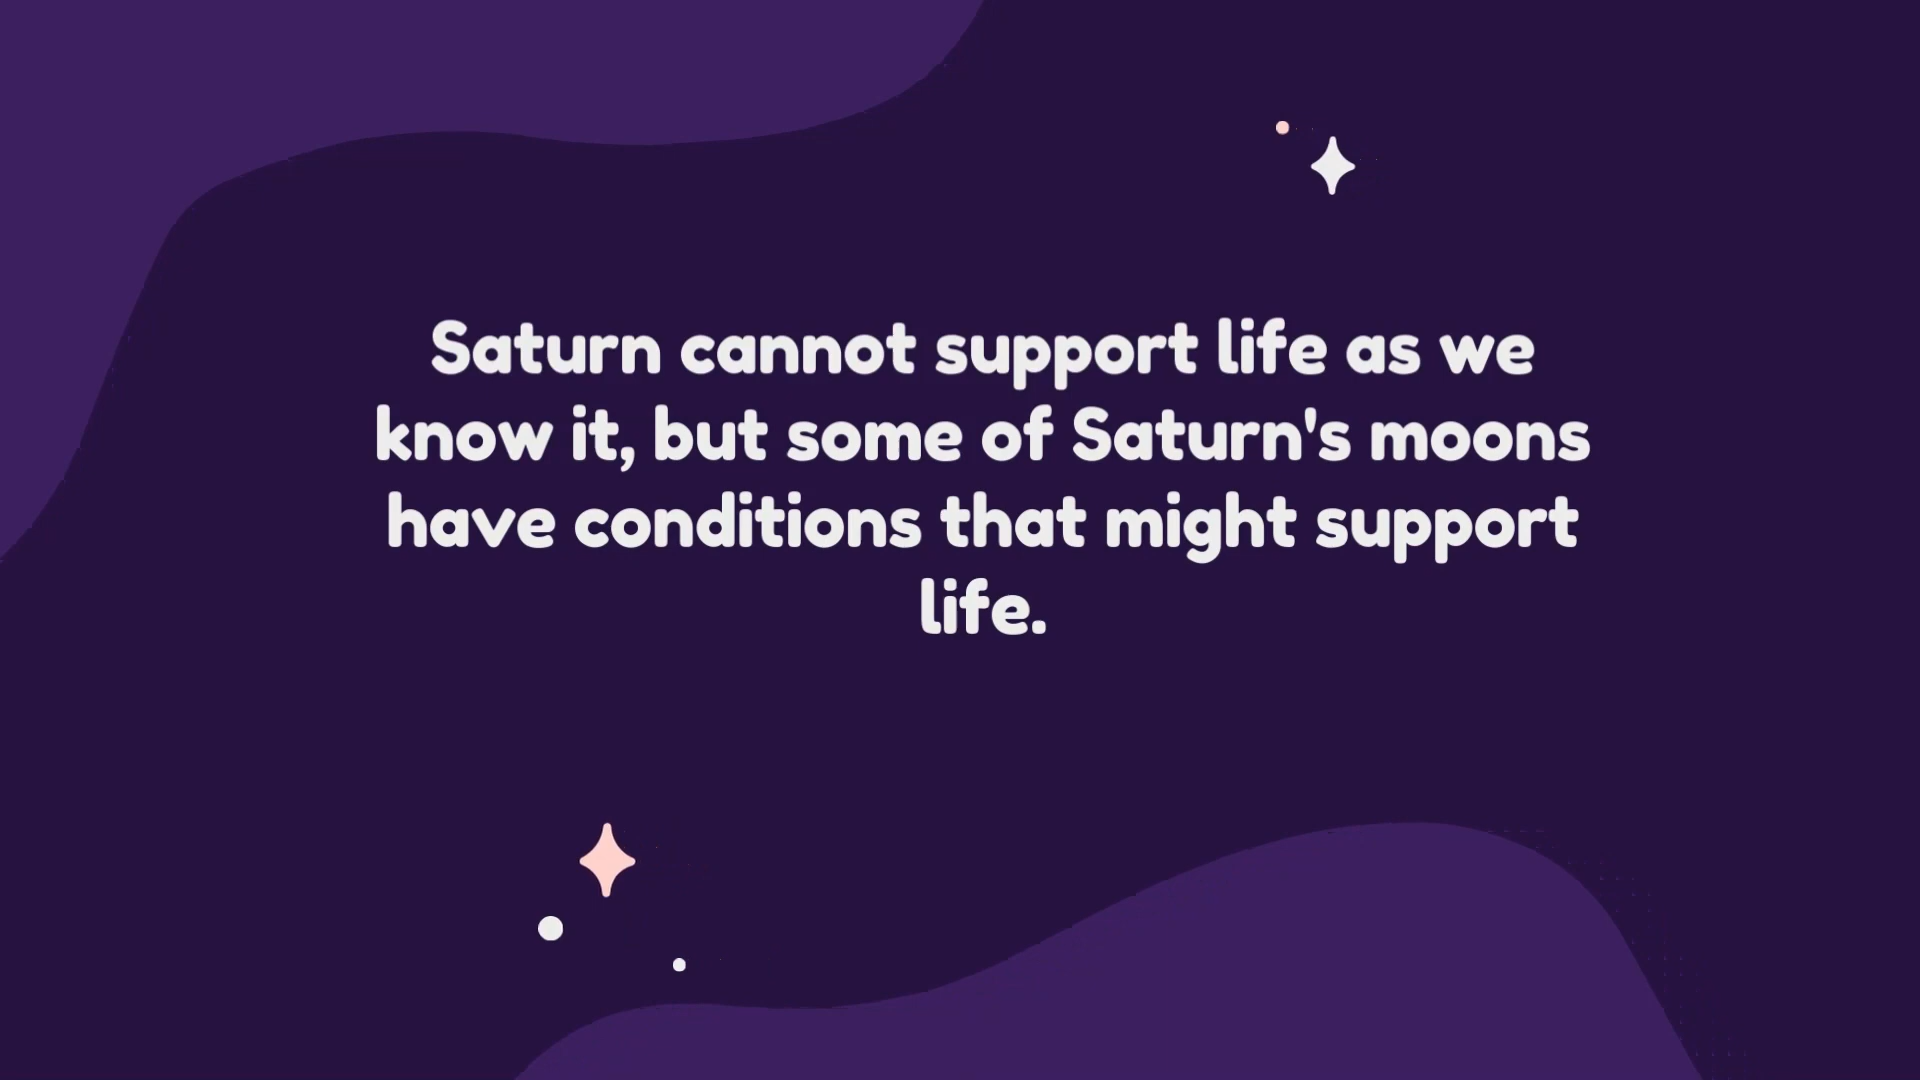 Saturn cannot support life as we
know it, but some of Saturn's moons
have conditions that might support
life.